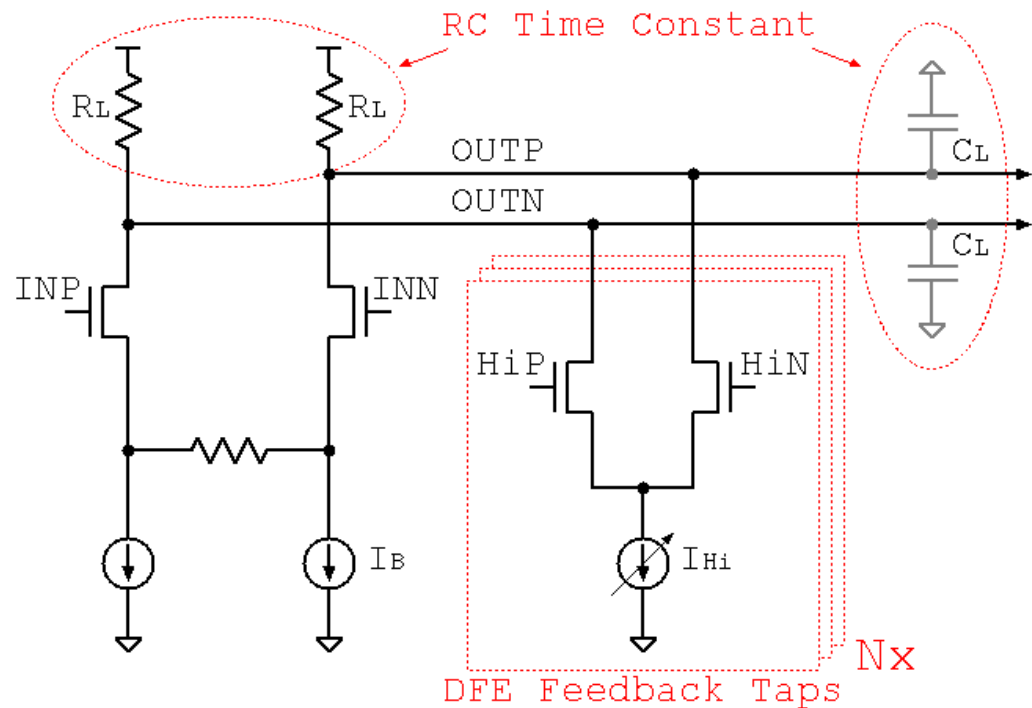 RC Time Constant
RL
RL
CL
OUTP
OUTN
CL
INP
INN
HiP
HiN
IB
IHi
Nx
DFE Feedback Taps